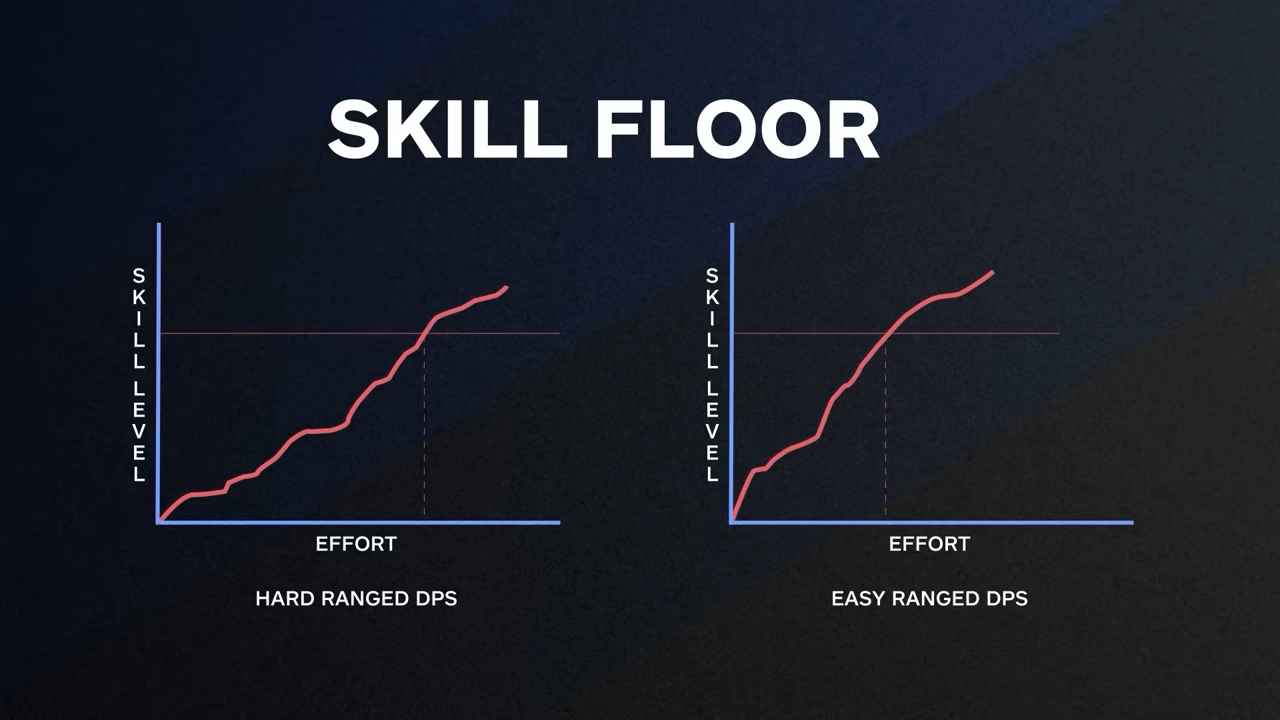 SKILL FLOOR
SKILL LEVEL
EFFORT
HARD RANGED DPS
SKILL LEVEL
EFFORT
EASY RANGED DPS